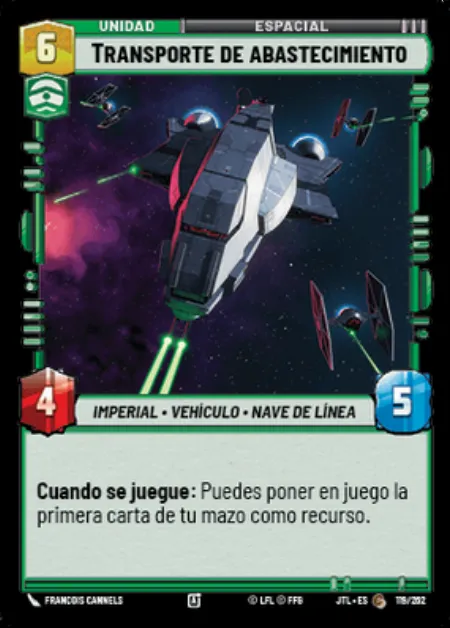 UNIDAD
ESPACIAL
6
TRANSPORTE DE ABASTECIMIENTO
4
IMPERIAL • VEHÍCULO • NAVE DE LÍNEA
5
Cuando se juegue: Puedes poner en juego la
primera carta de tu mazo como recurso.
FRANCOIS CANNELS
© LFL © FFG
JTL • ES
119/262